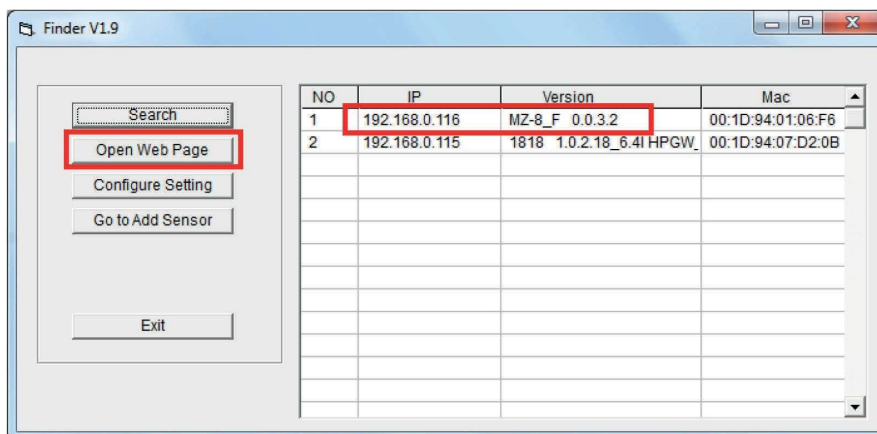 Finder V1.9
NO IP Version Mac
1 192.168.0.116 MZ-8_F 0.0.3.2 00:1D:94:01:06:F6
2 192.168.0.115 1818 1.0.2.18_6.4I HPGW_ 00:1D:94:07:D2:0B
Search
Open Web Page
Configure Setting
Go to Add Sensor
Exit